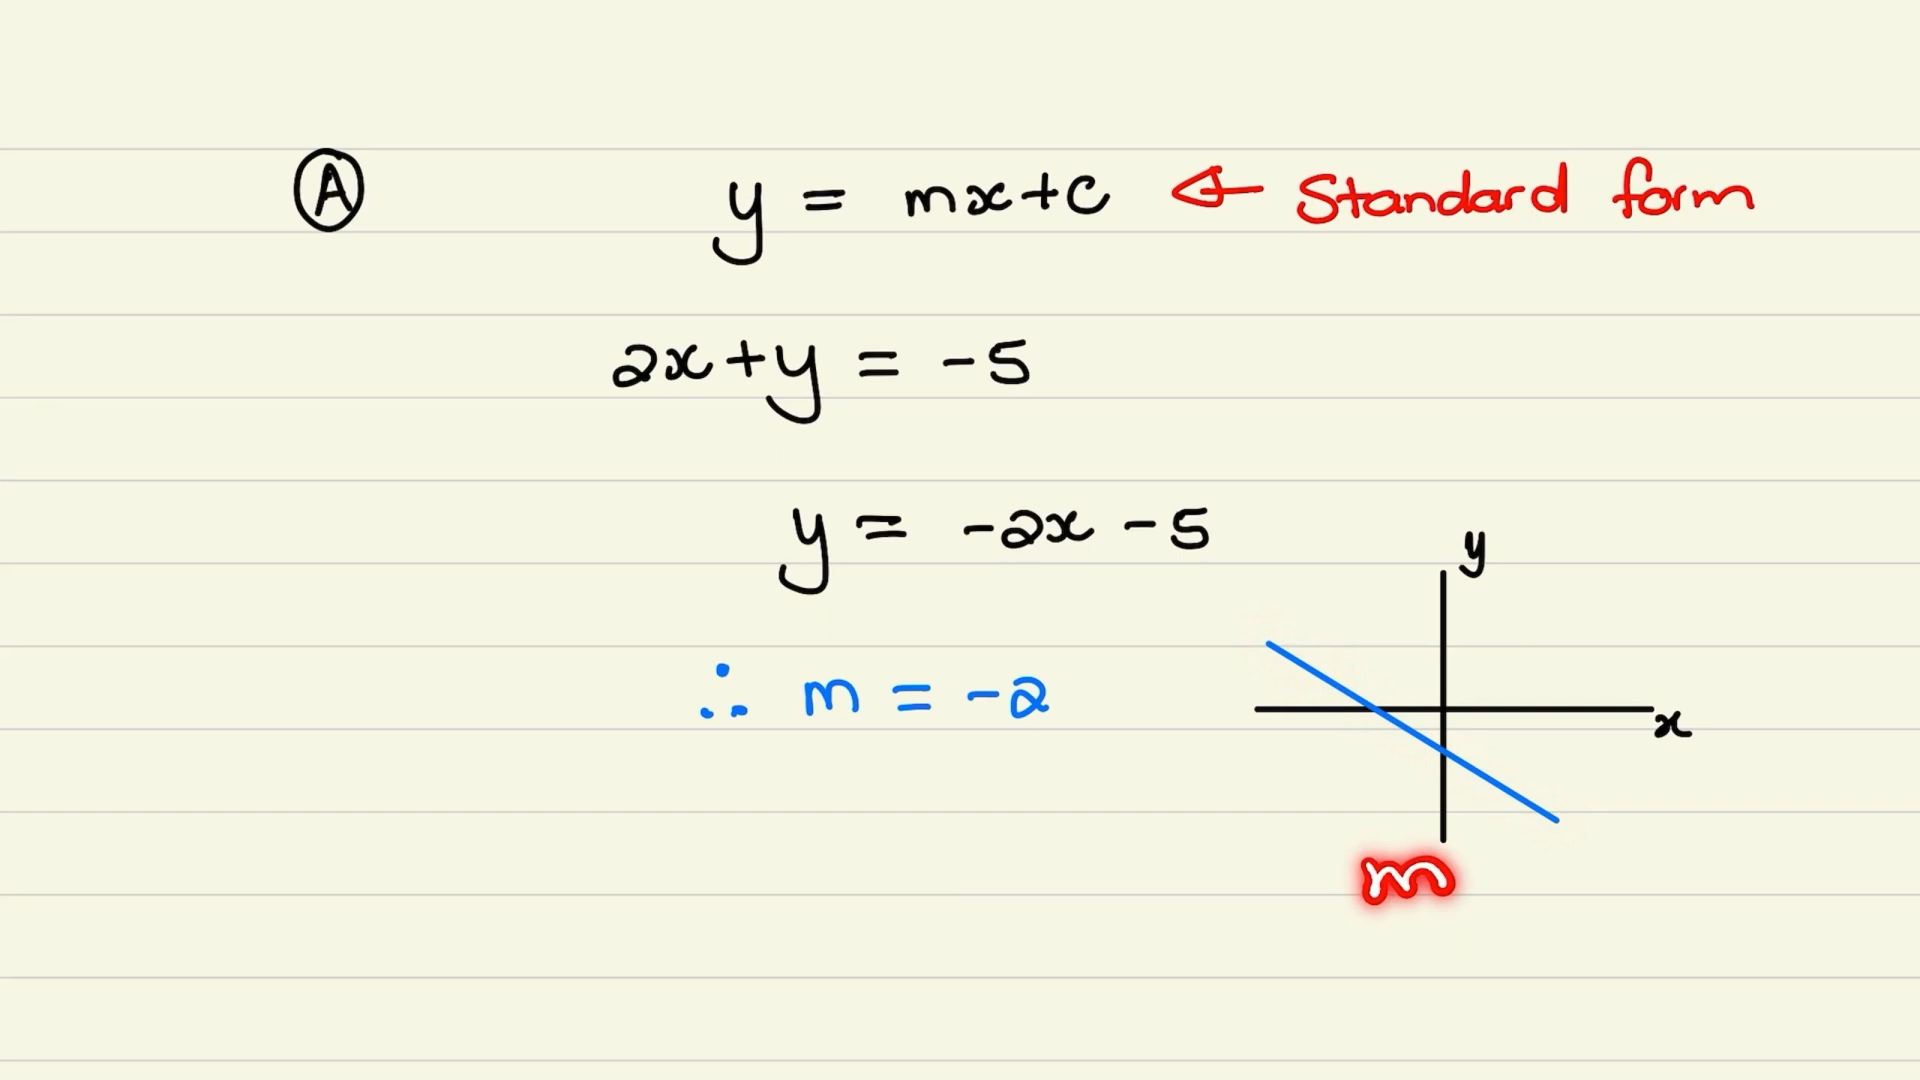 Ⓐ y = mx+c ← Standard form
2x+y = -5
y = -2x -5
y
∴ m = -2
x
m